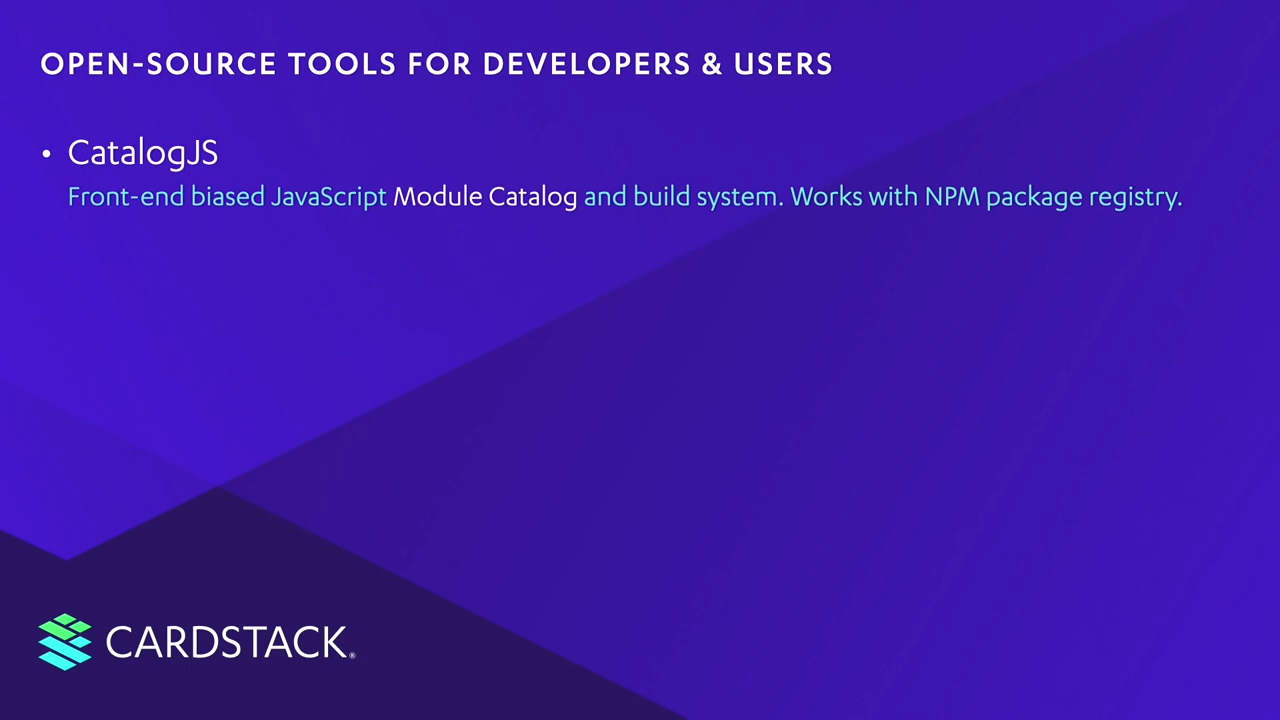 OPEN-SOURCE TOOLS FOR DEVELOPERS & USERS
• CatalogJS
Front-end biased JavaScript Module Catalog and build system. Works with NPM package registry.
CARDSTACK®